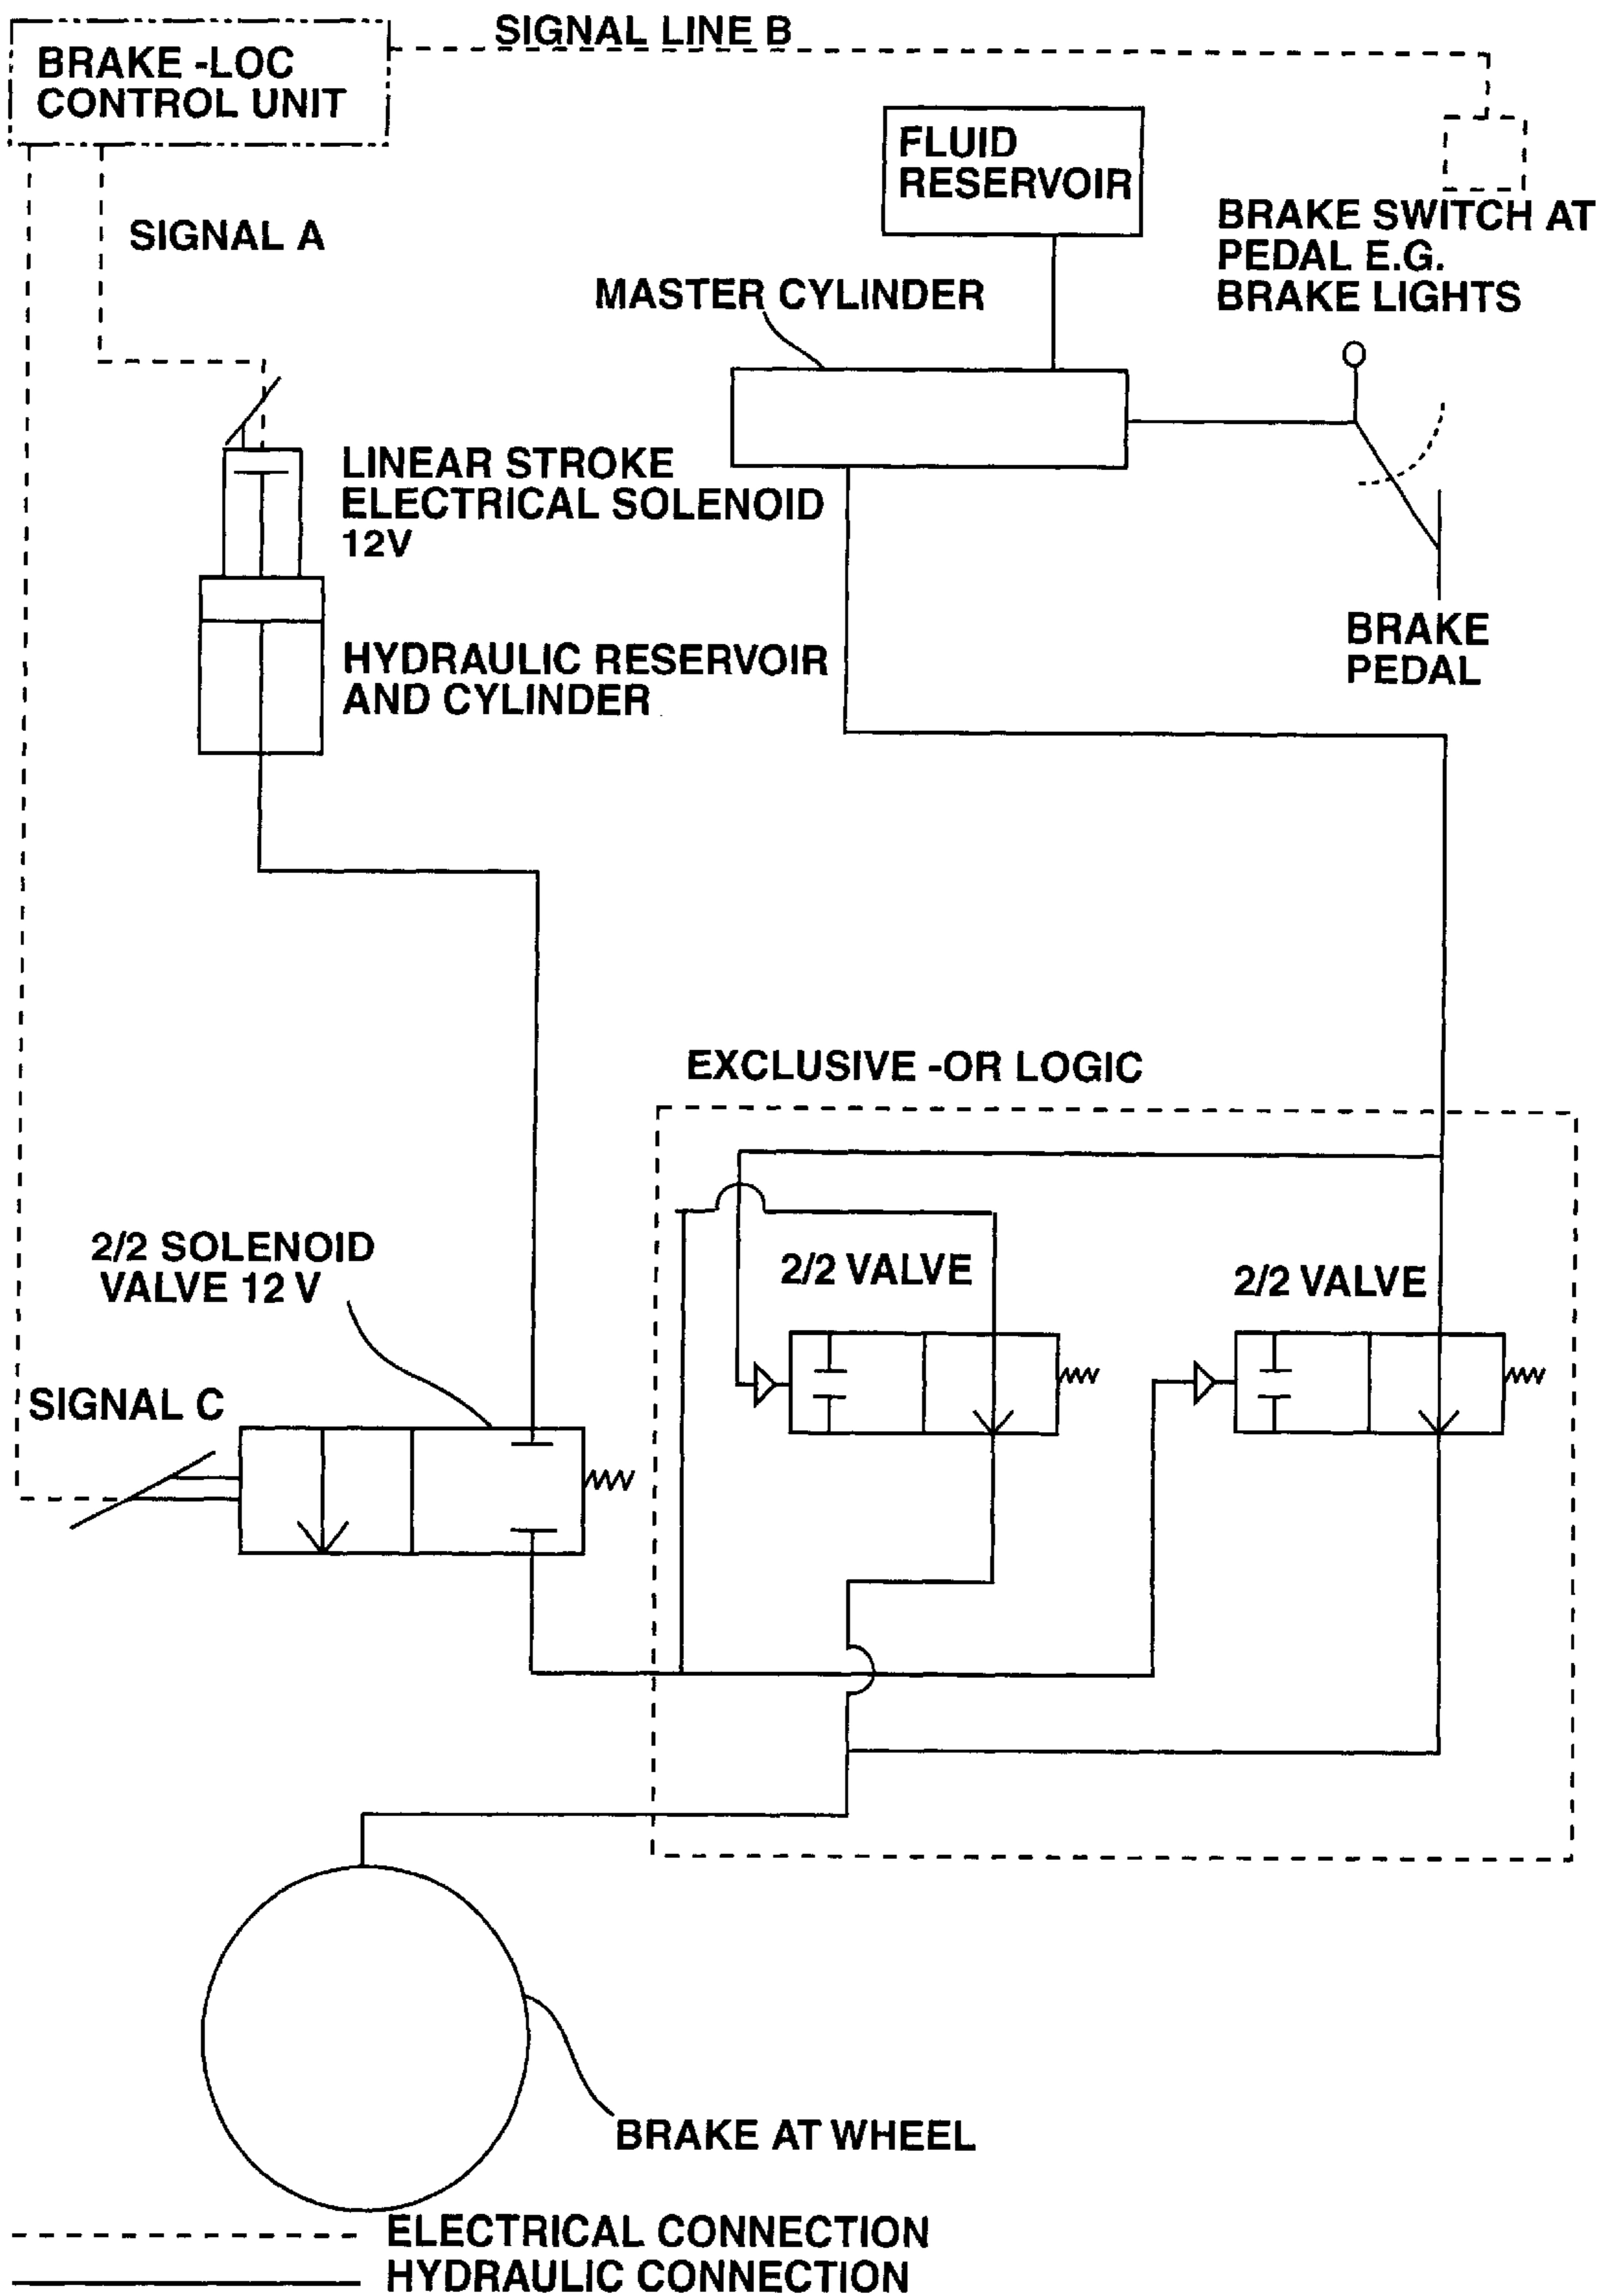 SIGNAL LINE B
BRAKE -LOC
CONTROL UNIT
FLUID
RESERVOIR
BRAKE SWITCH AT
PEDAL E.G.
BRAKE LIGHTS
SIGNAL A
MASTER CYLINDER
LINEAR STROKE
ELECTRICAL SOLENOID
12V
BRAKE
PEDAL
HYDRAULIC RESERVOIR
AND CYLINDER
EXCLUSIVE -OR LOGIC
2/2 SOLENOID
VALVE 12 V
2/2 VALVE
2/2 VALVE
SIGNAL C
BRAKE AT WHEEL
ELECTRICAL CONNECTION
HYDRAULIC CONNECTION